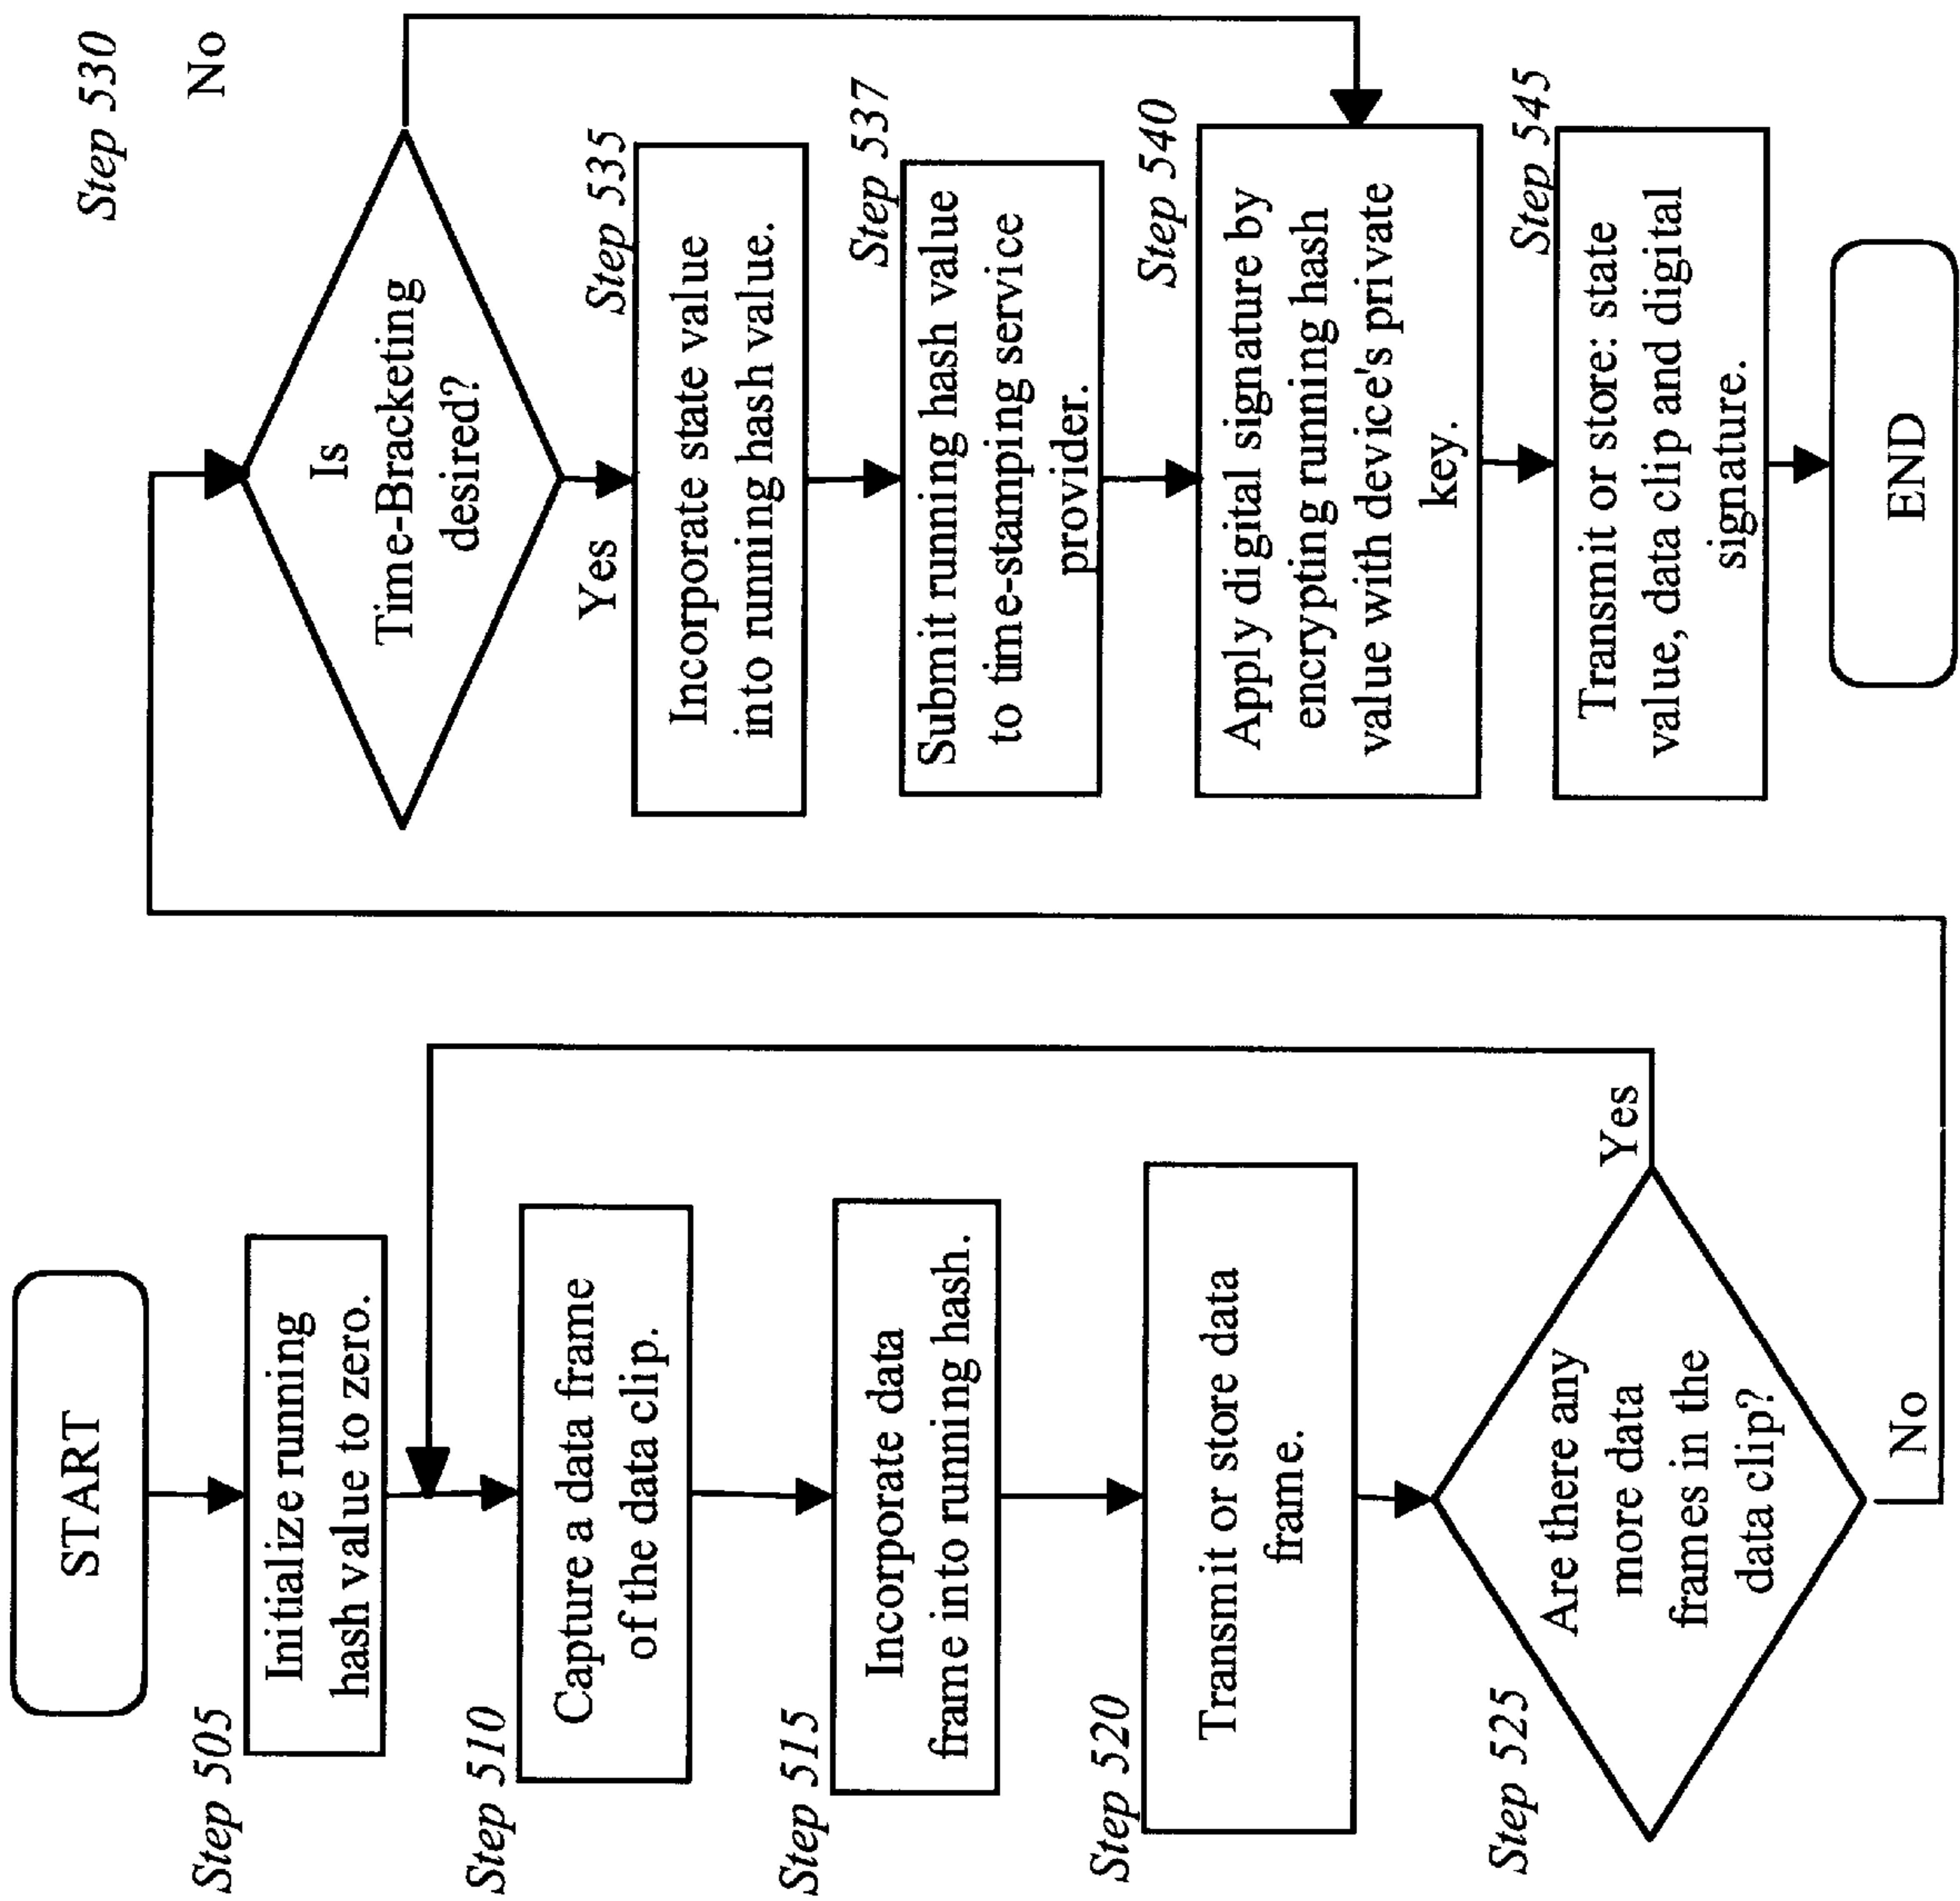 START
Step 505
Initialize running
hash value to zero.
Step 510
Capture a data frame
of the data clip.
Step 515
Incorporate data
frame into running hash.
Step 520
Transmit or store data
frame.
Step 525
Are there any
more data
frames in the
data clip?
Yes
No
Step 530
No
Is
Time-Bracketing
desired?
Yes
Step 535
Incorporate state value
into running hash value.
Step 537
Submit running hash value
to time-stamping service
provider.
Step 540
Apply digital signature by
encrypting running hash
value with device's private
key.
Step 545
Transmit or store: state
value, data clip and digital
signature.
END